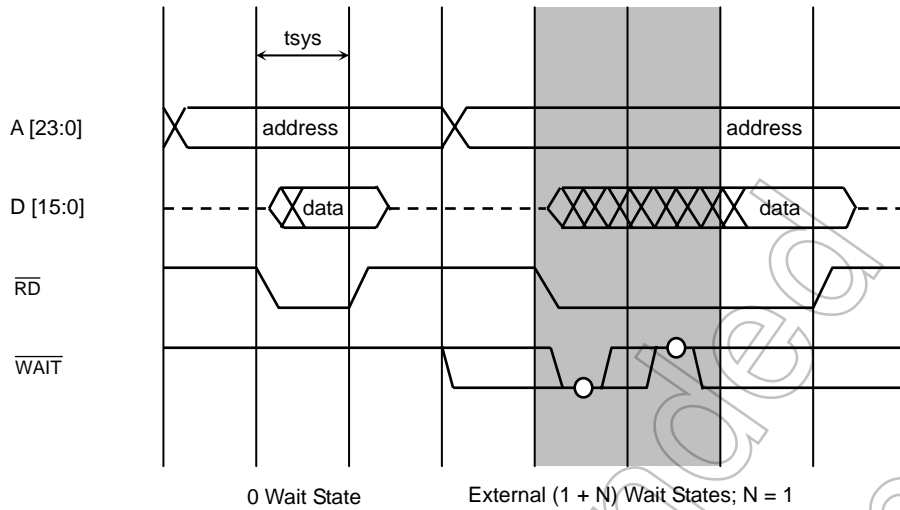 tsys
A [23:0]
address
address
D [15:0]
data
data
RD
WAIT
0 Wait State
External (1 + N) Wait States; N = 1